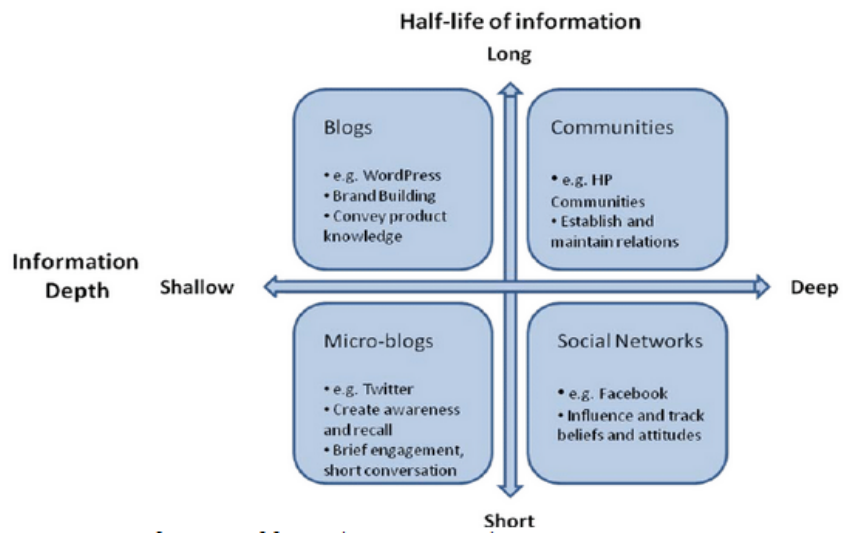 Half-life of information
Long
Blogs
• e.g. WordPress
• Brand Building
• Convey product
knowledge
Communities
• e.g. HP
Communities
• Establish and
maintain relations
Information
Depth
Shallow
Deep
Micro-blogs
• e.g. Twitter
• Create awareness
and recall
• Brief engagement,
short conversation
Social Networks
• e.g. Facebook
• Influence and track
beliefs and attitudes
Short